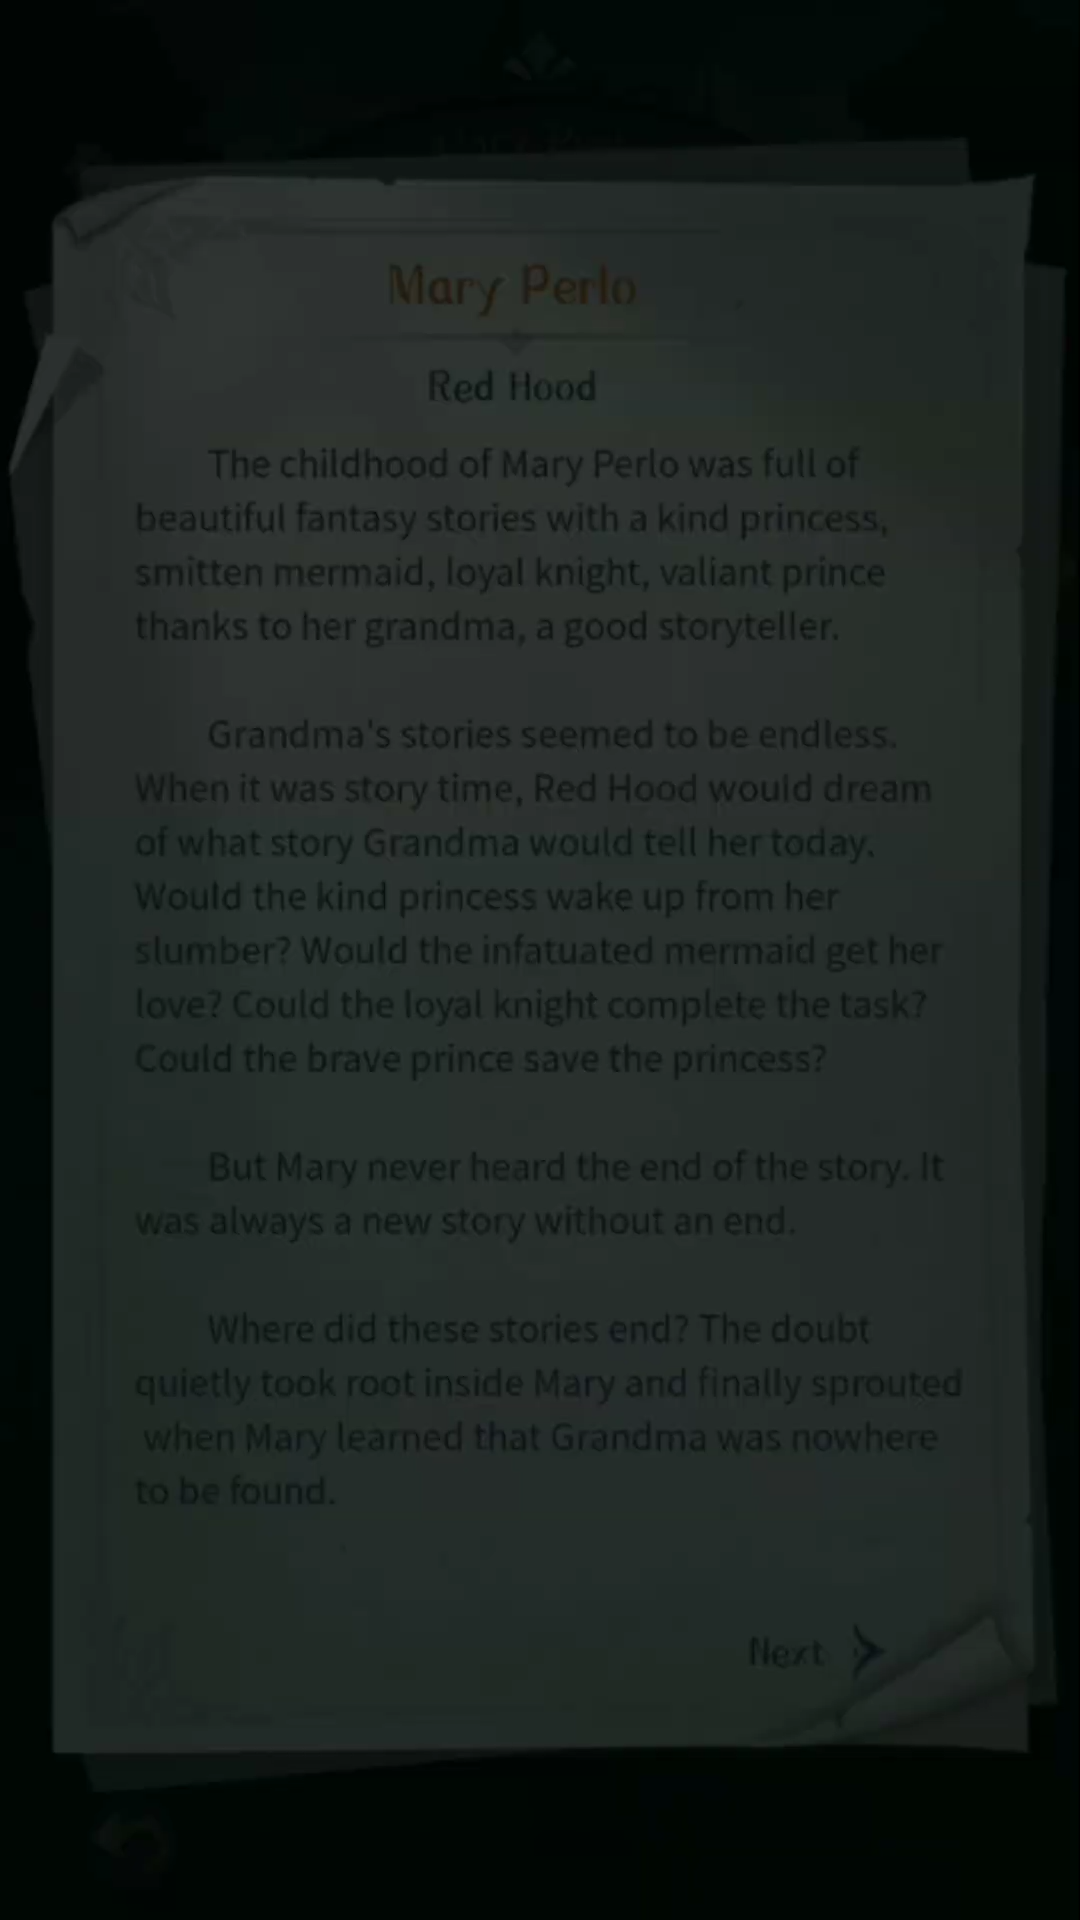 Mary Perlo
Red Hood
The childhood of Mary Perlo was full of
beautiful fantasy stories with a kind princess,
smitten mermaid, loyal knight, valiant prince
thanks to her grandma, a good storyteller.
Grandma's stories seemed to be endless.
When it was story time, Red Hood would dream
of what story Grandma would tell her today.
Would the kind princess wake up from her
slumber? Would the infatuated mermaid get her
love? Could the loyal knight complete the task?
Could the brave prince save the princess?
But Mary never heard the end of the story. It
was always a new story without an end.
Where did these stories end? The doubt
quietly took root inside Mary and finally sprouted
when Mary learned that Grandma was nowhere
to be found.
Next